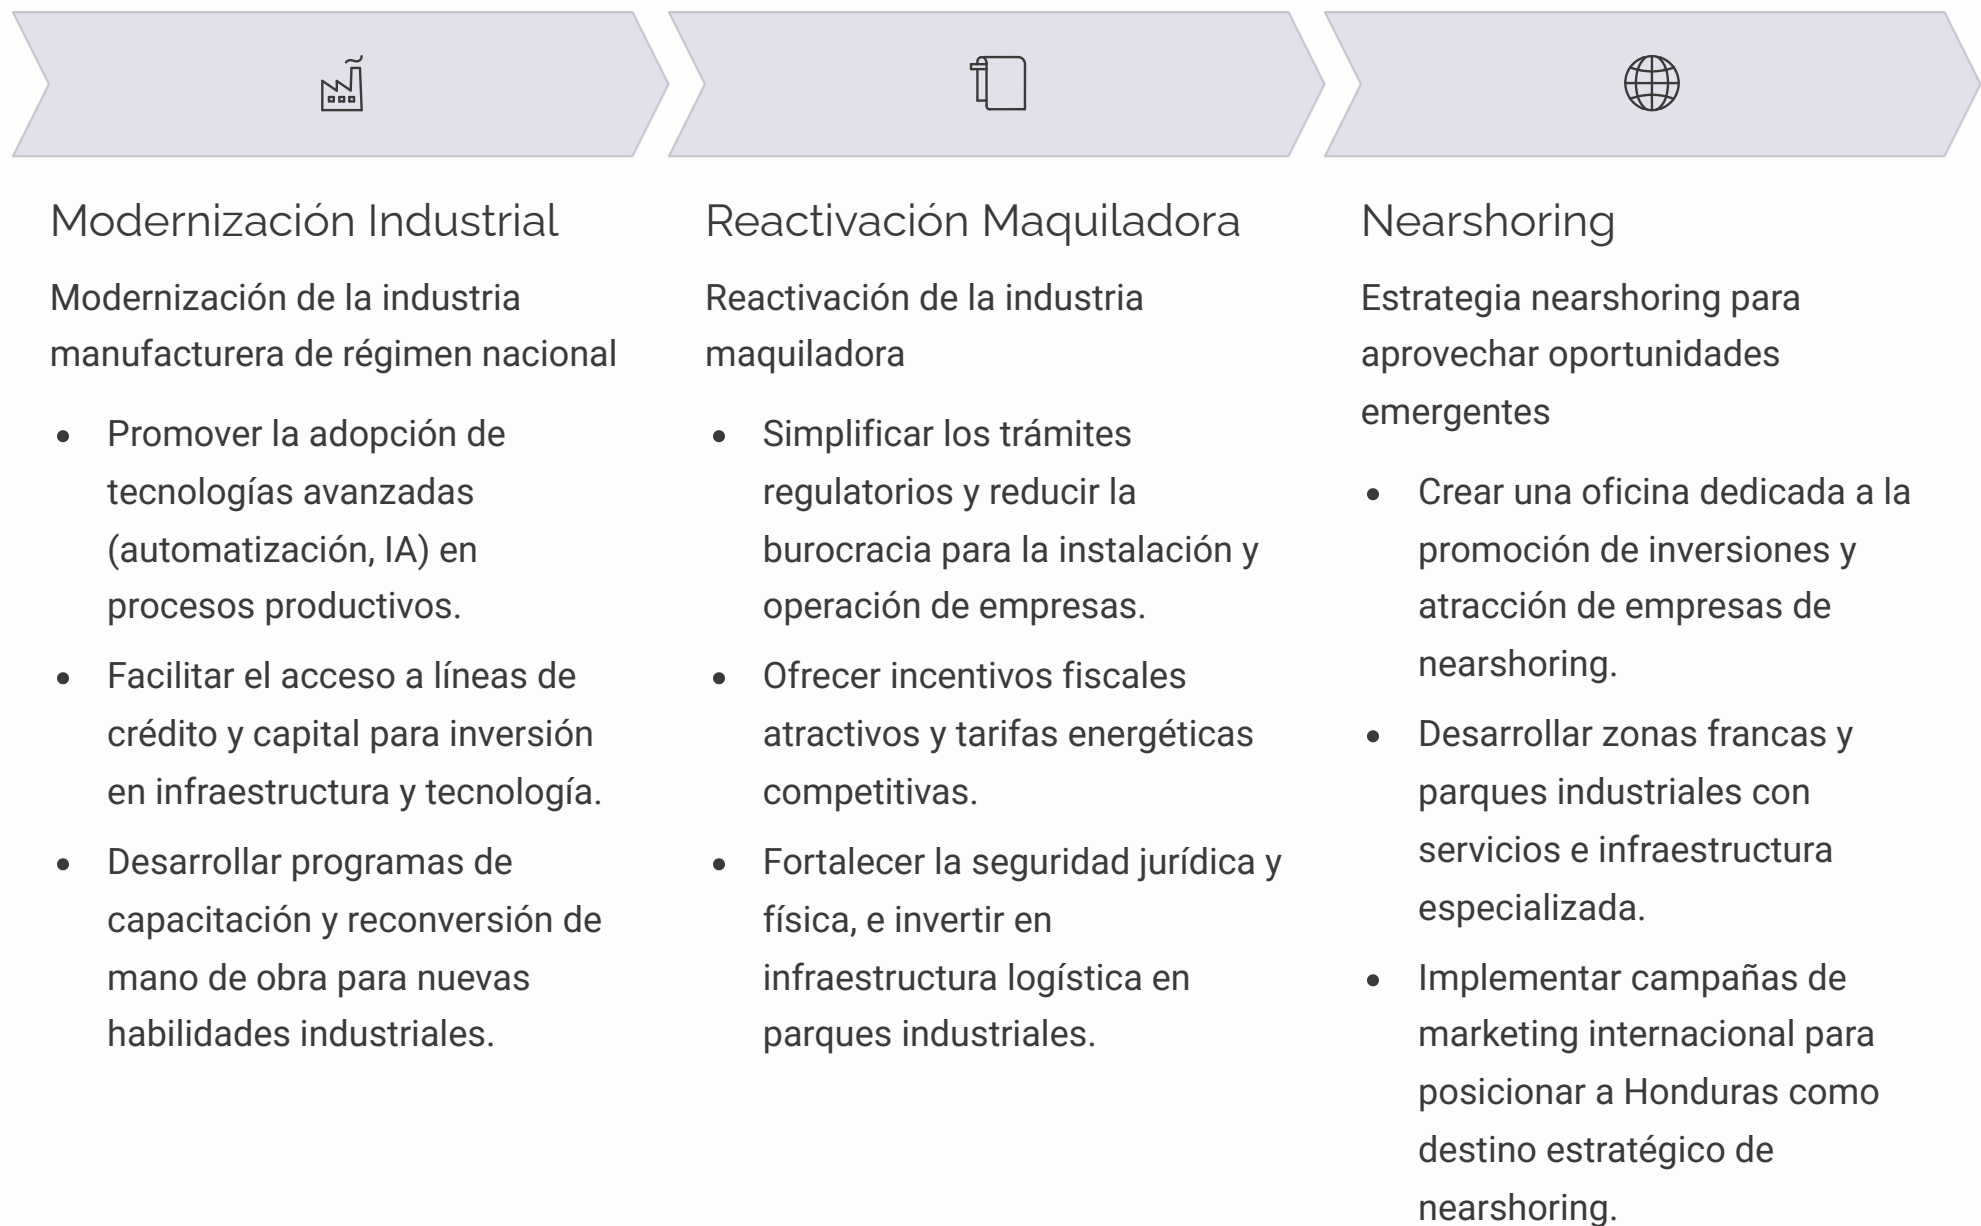 Modernización Industrial
Modernización de la industria
manufacturera de régimen nacional
• Promover la adopción de
tecnologías avanzadas
(automatización, IA) en
procesos productivos.
• Facilitar el acceso a líneas de
crédito y capital para inversión
en infraestructura y tecnología.
• Desarrollar programas de
capacitación y reconversión de
mano de obra para nuevas
habilidades industriales.
Reactivación Maquiladora
Reactivación de la industria
maquiladora
• Simplificar los trámites
regulatorios y reducir la
burocracia para la instalación y
operación de empresas.
• Ofrecer incentivos fiscales
atractivos y tarifas energéticas
competitivas.
• Fortalecer la seguridad jurídica y
física, e invertir en
infraestructura logística en
parques industriales.
Nearshoring
Estrategia nearshoring para
aprovechar oportunidades
emergentes
• Crear una oficina dedicada a la
promoción de inversiones y
atracción de empresas de
nearshoring.
• Desarrollar zonas francas y
parques industriales con
servicios e infraestructura
especializada.
• Implementar campañas de
marketing internacional para
posicionar a Honduras como
destino estratégico de
nearshoring.